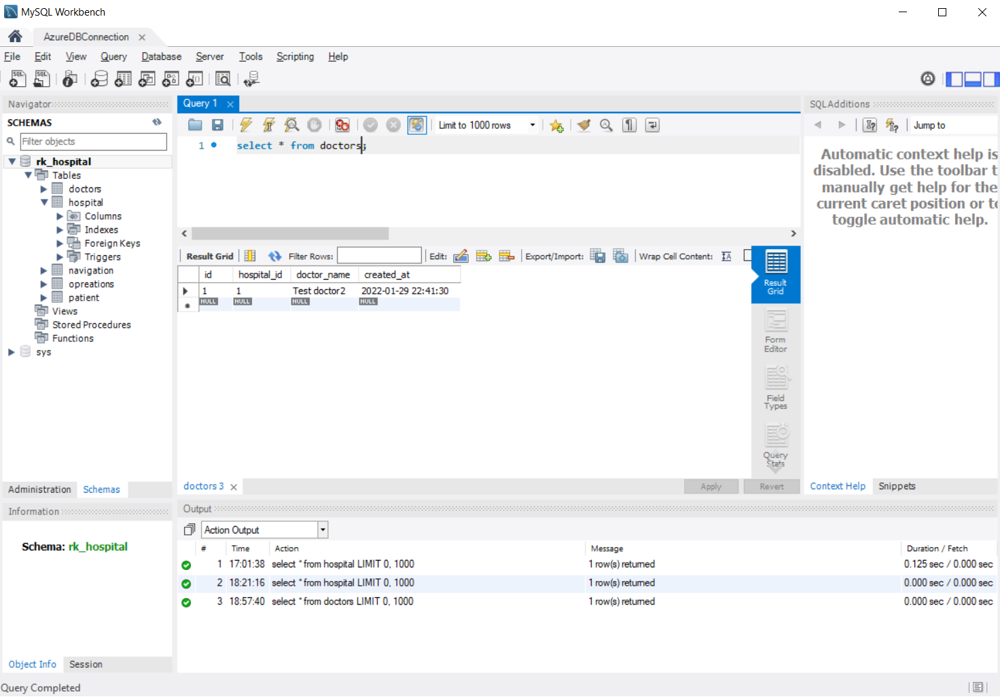 MySQL Workbench
AzureDBConnection
File Edit View Query Database Server Tools Scripting Help
Navigator
SCHEMAS
Filter objects
rk_hospital
Tables
doctors
hospital
Columns
Indexes
Foreign Keys
Triggers
navigation
opreations
patient
Views
Stored Procedures
Functions
sys
Administration Schemas
Information
Schema: rk_hospital
Object Info Session
Query 1
Limit to 1000 rows
1 select * from doctors;
Result Grid Filter Rows: Edit: Export/Import: Wrap Cell Content:
id hospital_id doctor_name created_at
1 1 Test doctor2 2022-01-29 22:41:30
NULL NULL NULL NULL
Result
Grid
Form
Editor
Field
Types
Query
Stats
doctors 3
Apply Revert
SQLAdditions
Jump to
Automatic context help is
disabled. Use the toolbar t
manually get help for the
current caret position or to
toggle automatic help.
Context Help Snippets
Output
Action Output
# Time Action Message Duration / Fetch
1 17:01:38 select * from hospital LIMIT 0, 1000 1 row(s) returned 0.125 sec / 0.000 sec
2 18:21:16 select * from hospital LIMIT 0, 1000 1 row(s) returned 0.000 sec / 0.000 sec
3 18:57:40 select * from doctors LIMIT 0, 1000 1 row(s) returned 0.000 sec / 0.000 sec
Query Completed